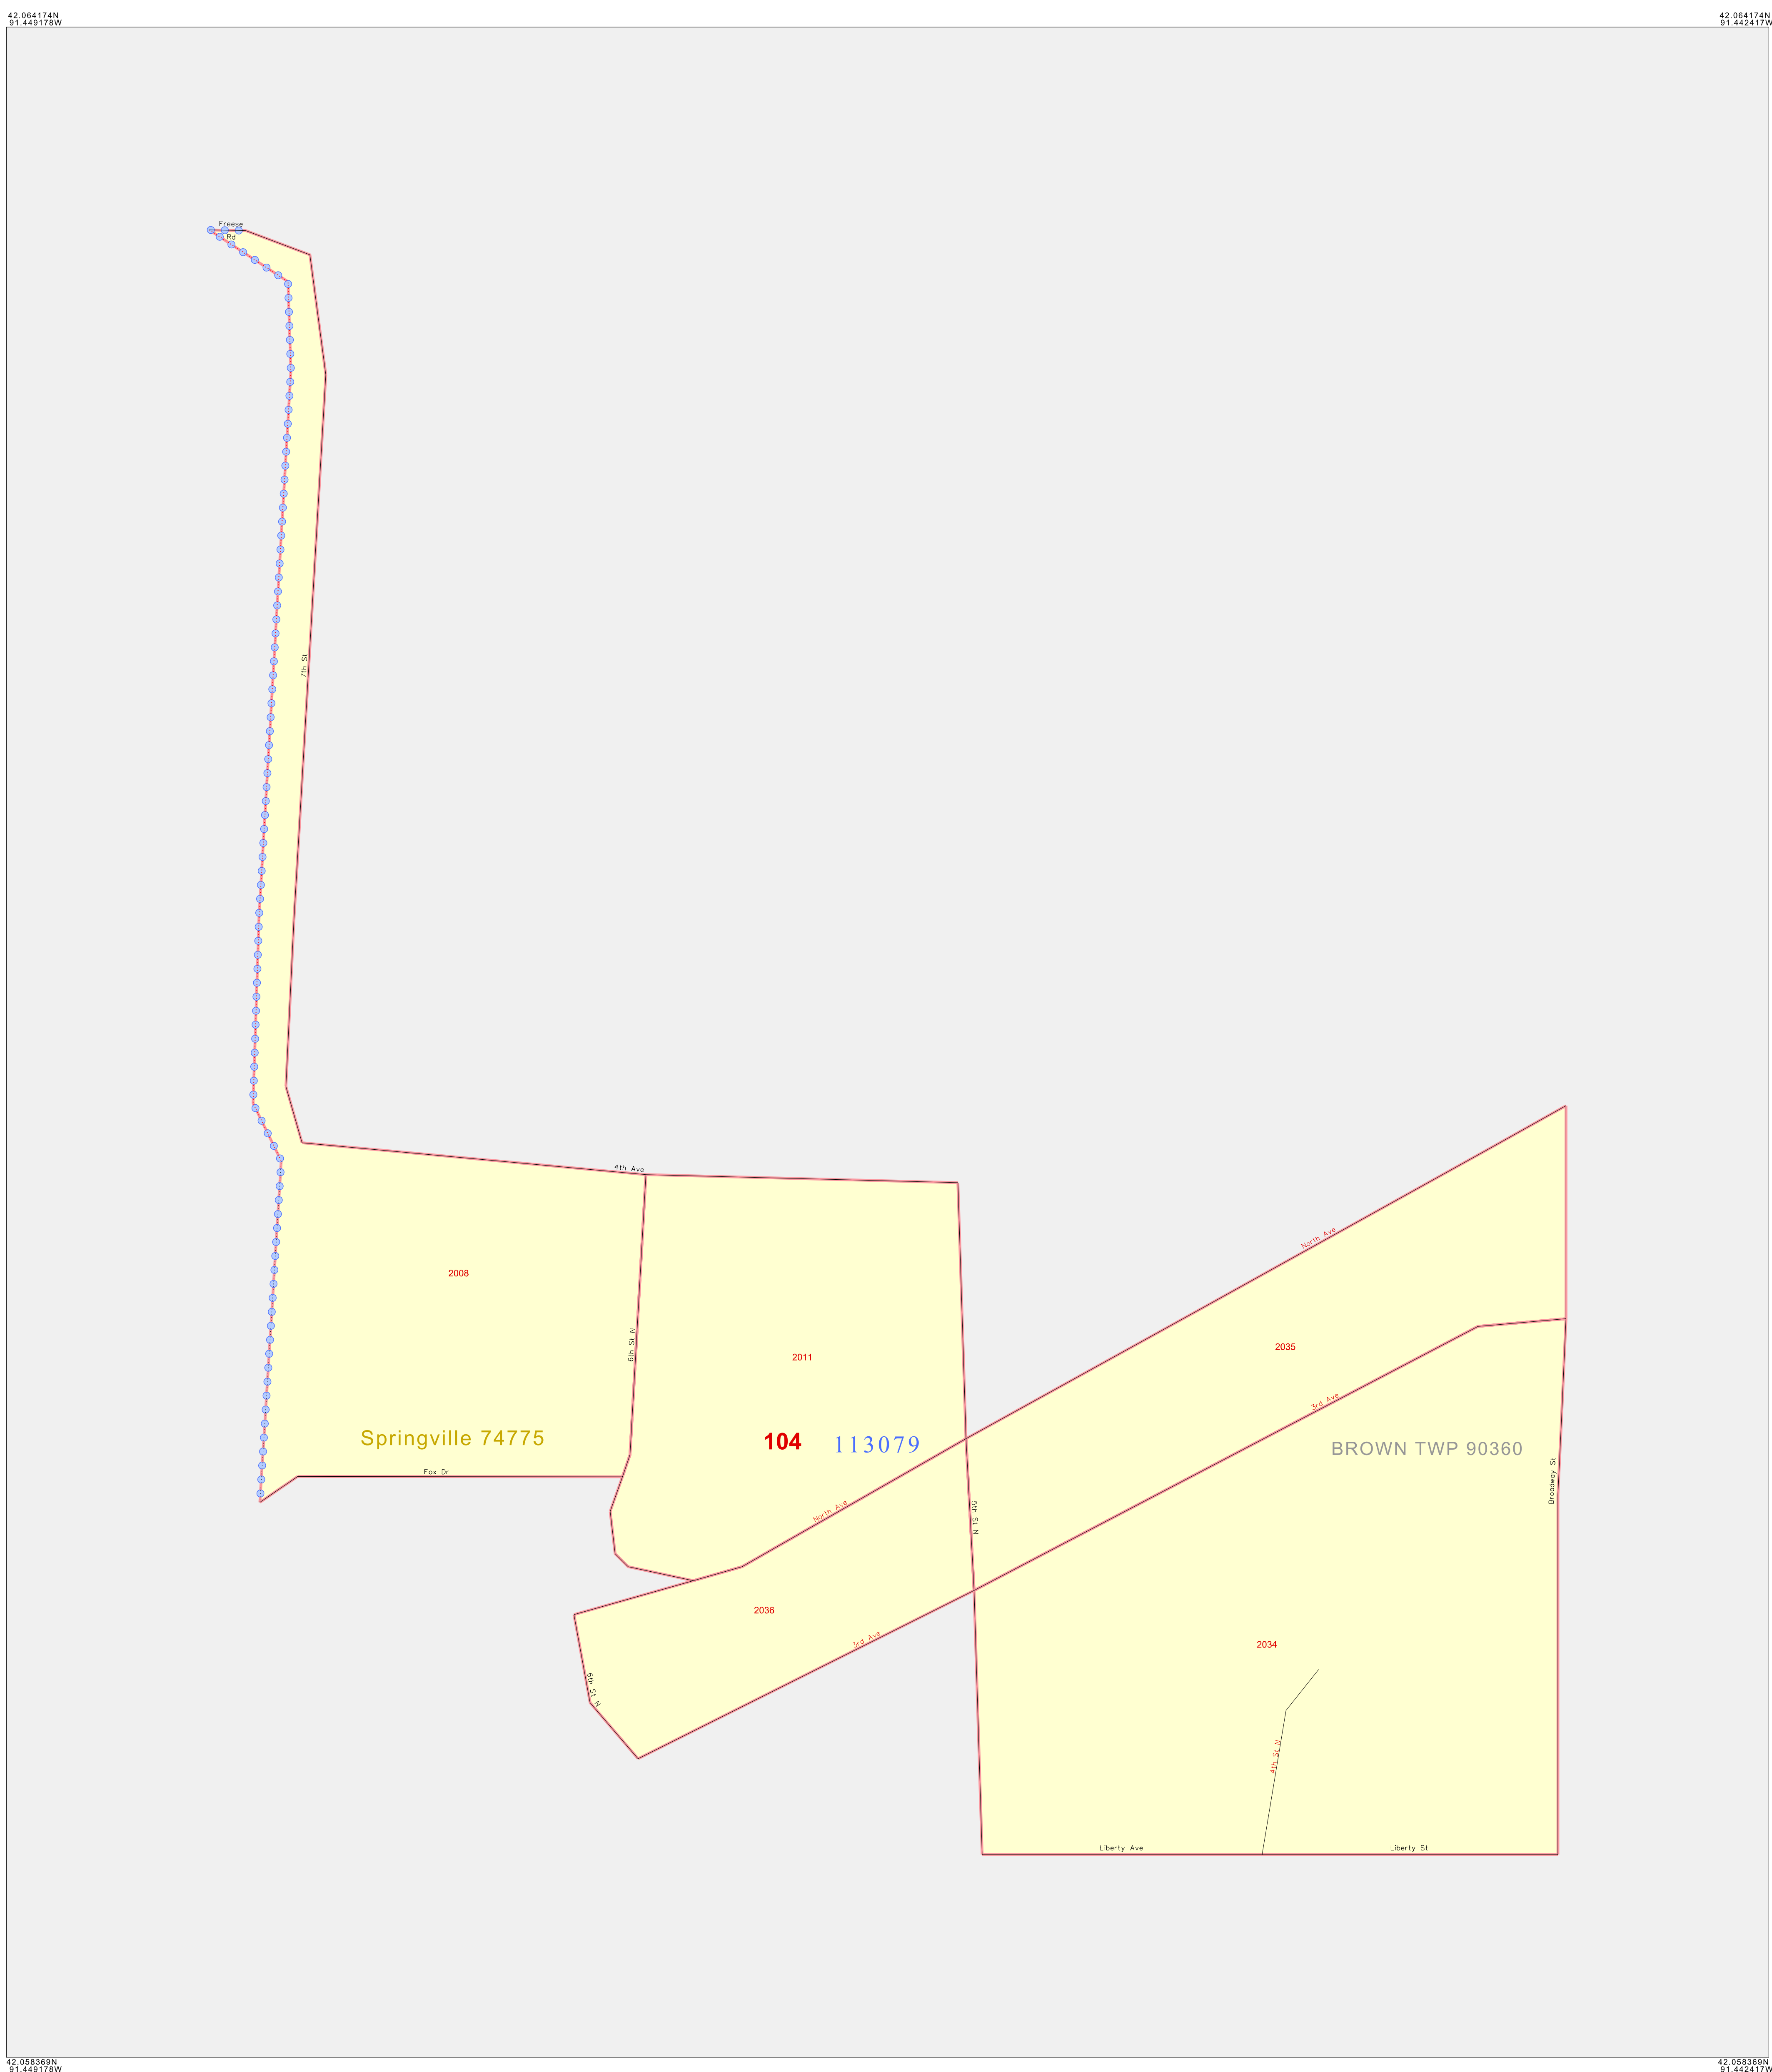 42.064174N
91.449178W
42.064174N
91.442417W
Freese
Rd
7th St
4th Ave
North Ave
2008
6th St N
2011
2035
3rd Ave
Springville 74775
104
113079
BROWN TWP 90360
Fox Dr
Broadway St
North Ave
5th St N
2036
3rd Ave
2034
6th St N
4th St N
Liberty Ave
Liberty St
42.058369N
91.449178W
42.058369N
91.442417W